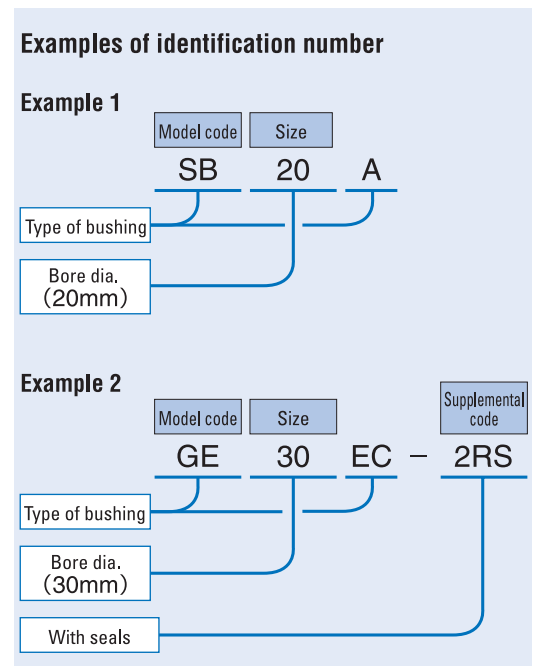 Examples of identification number
Example 1
Model code Size
SB 20 A
Type of bushing
Bore dia.
(20mm)
Example 2
Model code Size Supplemental
code
GE 30 EC – 2RS
Type of bushing
Bore dia.
(30mm)
With seals